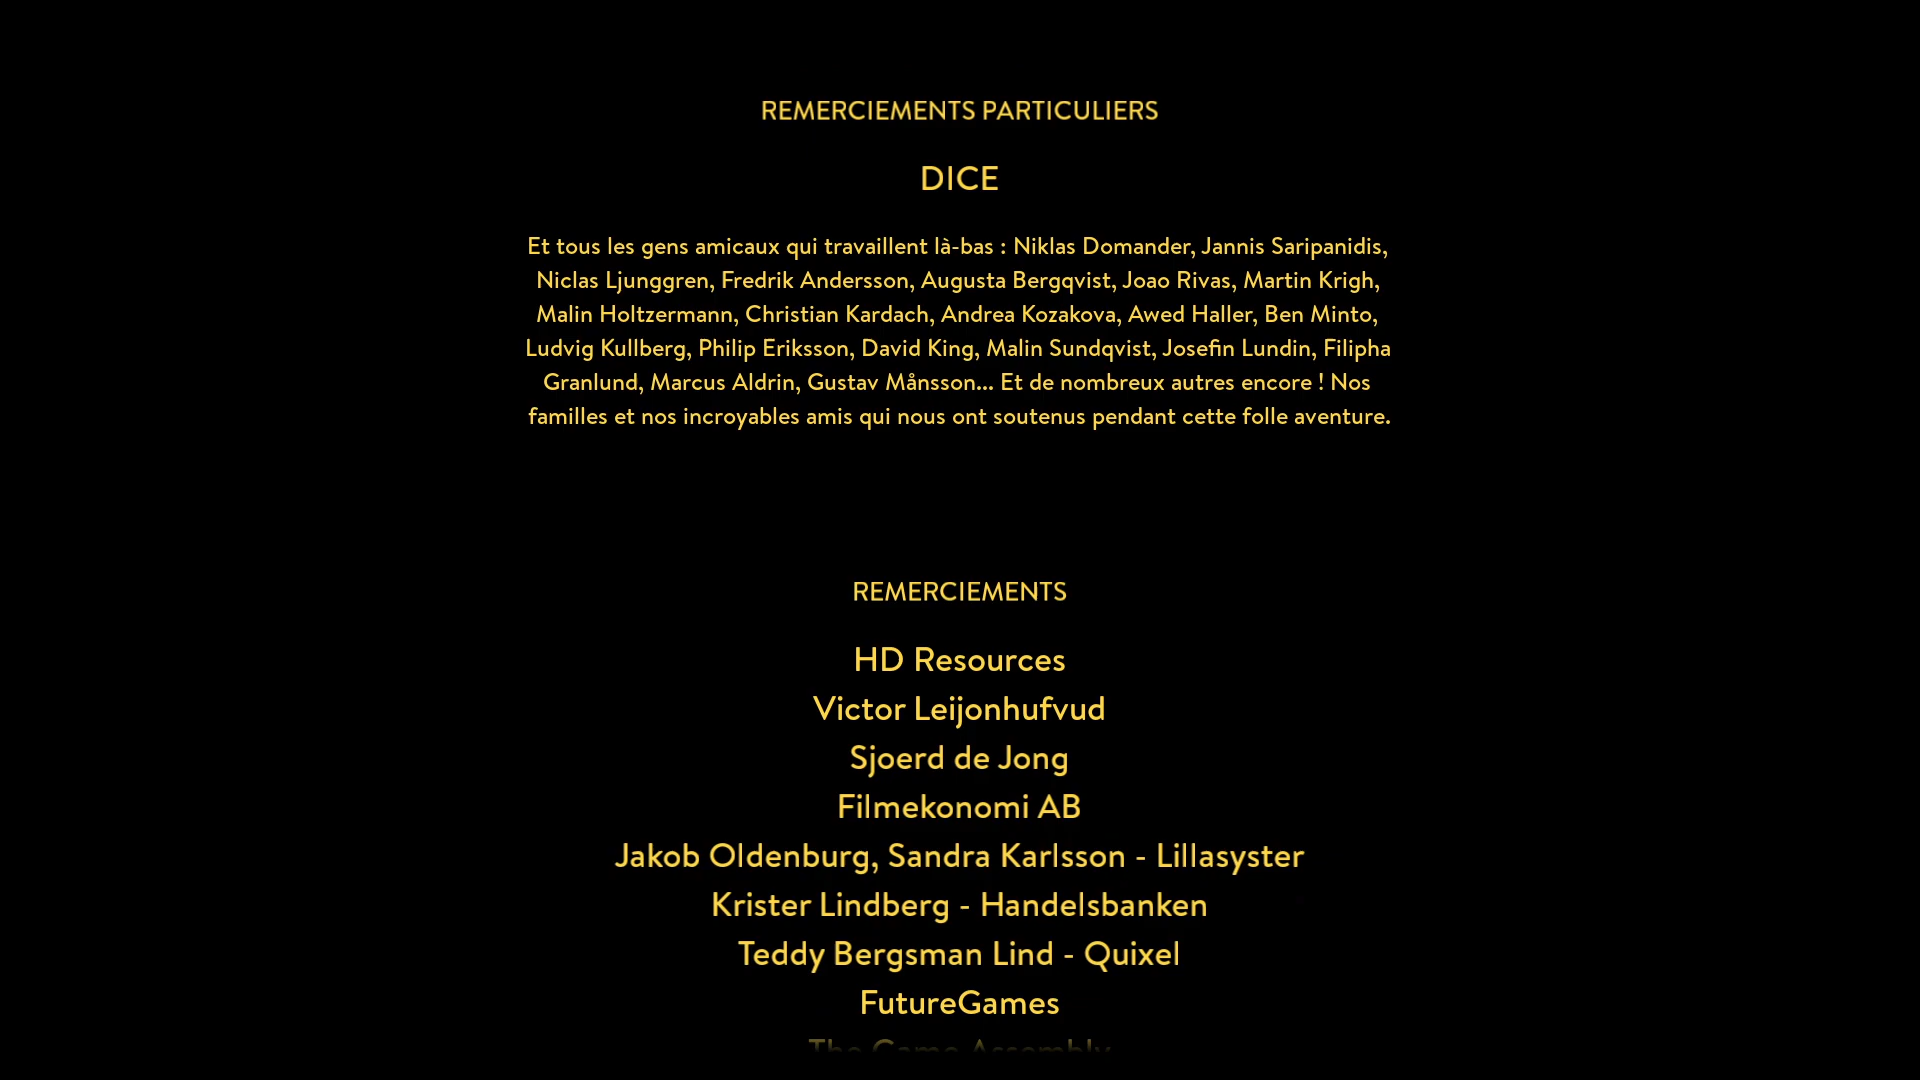 REMERCIEMENTS PARTICULIERS
DICE
Et tous les gens amicaux qui travaillent là-bas : Niklas Domander, Jannis Saripanidis,
Niclas Ljunggren, Fredrik Andersson, Augusta Bergqvist, Joao Rivas, Martin Krigh,
Malin Holtzermann, Christian Kardach, Andrea Kozakova, Awed Haller, Ben Minto,
Ludvig Kullberg, Philip Eriksson, David King, Malin Sundqvist, Josefin Lundin, Filipha
Granlund, Marcus Aldrin, Gustav Månsson... Et de nombreux autres encore ! Nos
familles et nos incroyables amis qui nous ont soutenus pendant cette folle aventure.
REMERCIEMENTS
HD Resources
Victor Leijonhufvud
Sjoerd de Jong
Filmekonomi AB
Jakob Oldenburg, Sandra Karlsson - Lillasyster
Krister Lindberg - Handelsbanken
Teddy Bergsman Lind - Quixel
FutureGames
The Game Assembly